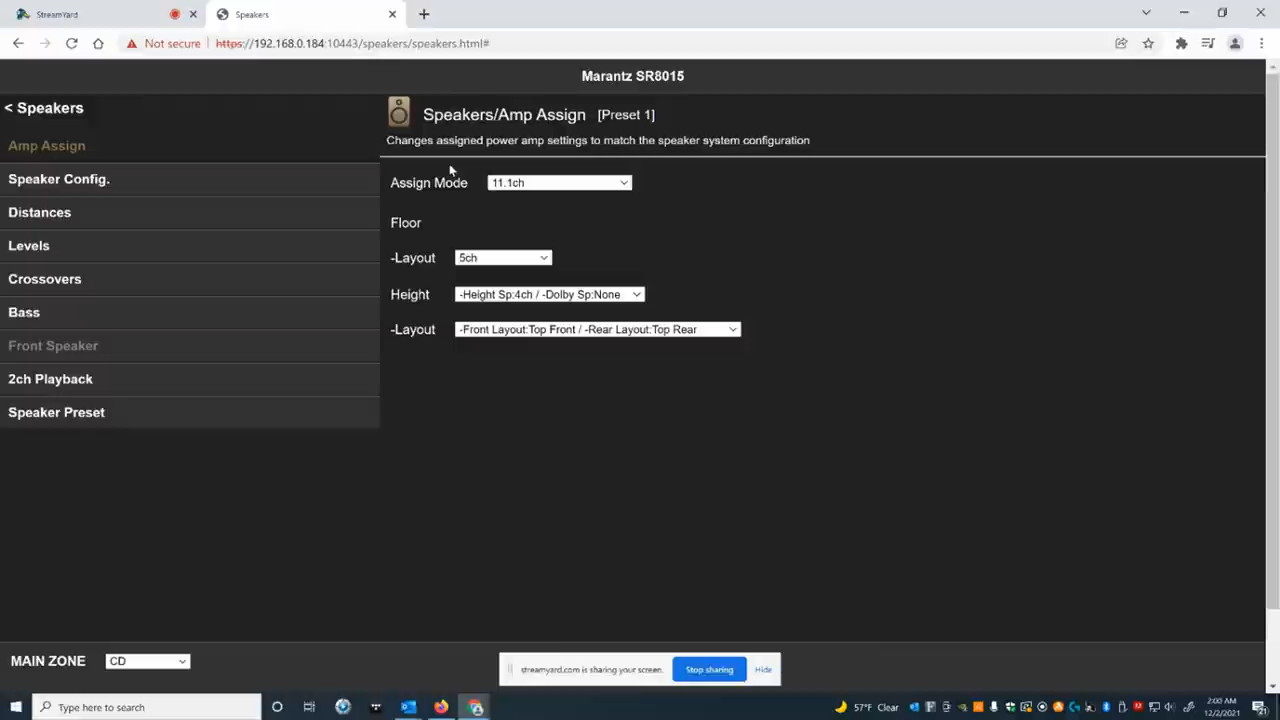 StreamYard
Speakers
Not secure
https://192.168.0.184:10443/speakers/speakers.html#
Marantz SR8015
< Speakers
Amp Assign
Speaker Config.
Distances
Levels
Crossovers
Bass
Front Speaker
2ch Playback
Speaker Preset
Speakers/Amp Assign [Preset 1]
Changes assigned power amp settings to match the speaker system configuration
Assign Mode 11.1ch
Floor
-Layout 5ch
Height -Height Sp:4ch / -Dolby Sp:None
-Layout -Front Layout:Top Front / -Rear Layout:Top Rear
MAIN ZONE CD
streamyard.com is sharing your screen. Stop sharing Hide
Type here to search
57°F Clear
2:00 AM
12/2/2021
21